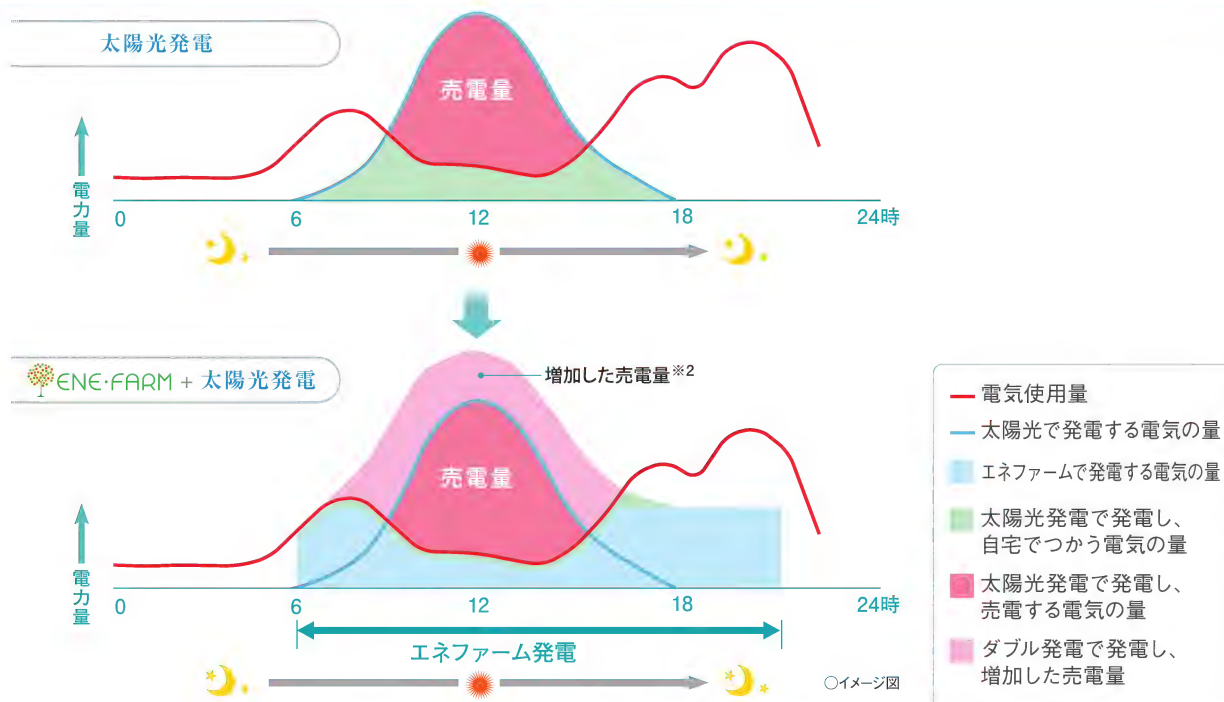 太陽光発電
売電量
電力量
0
6
12
18
24時
ENE・FARM + 太陽光発電
増加した売電量※2
売電量
電力量
0
6
12
18
24時
エネファーム発電
○イメージ図
電気使用量
太陽光で発電する電気の量
エネファームで発電する電気の量
太陽光発電で発電し、
自宅でつかう電気の量
太陽光発電で発電し、
売電する電気の量
ダブル発電で発電し、
増加した売電量